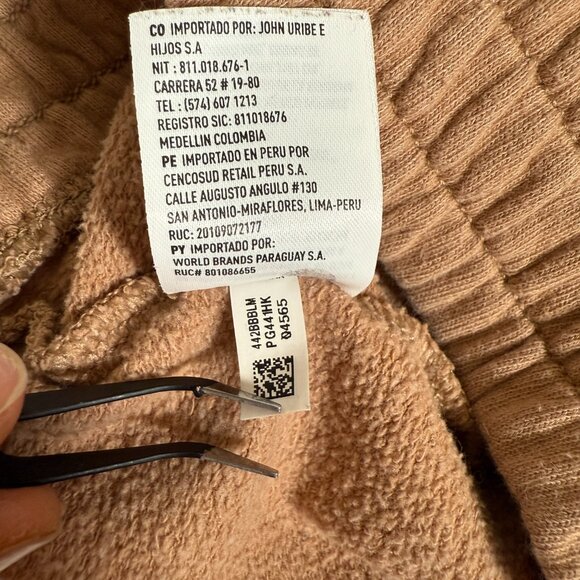 CO IMPORTADO POR: JOHN URIBE E
HIJOS S.A
NIT : 811.018.676-1
CARRERA 52 # 19-80
TEL : (574) 607 1213
REGISTRO SIC: 811018676
MEDELLIN COLOMBIA
PE IMPORTADO EN PERU POR
CENCOSUD RETAIL PERU S.A.
CALLE AUGUSTO ANGULO #130
SAN ANTONIO-MIRAFLORES, LIMA-PERU
RUC: 20109072177
PY IMPORTADO POR:
WORLD BRANDS PARAGUAY S.A.
RUC# 801086655
442BBBLM
PG441HK
04565